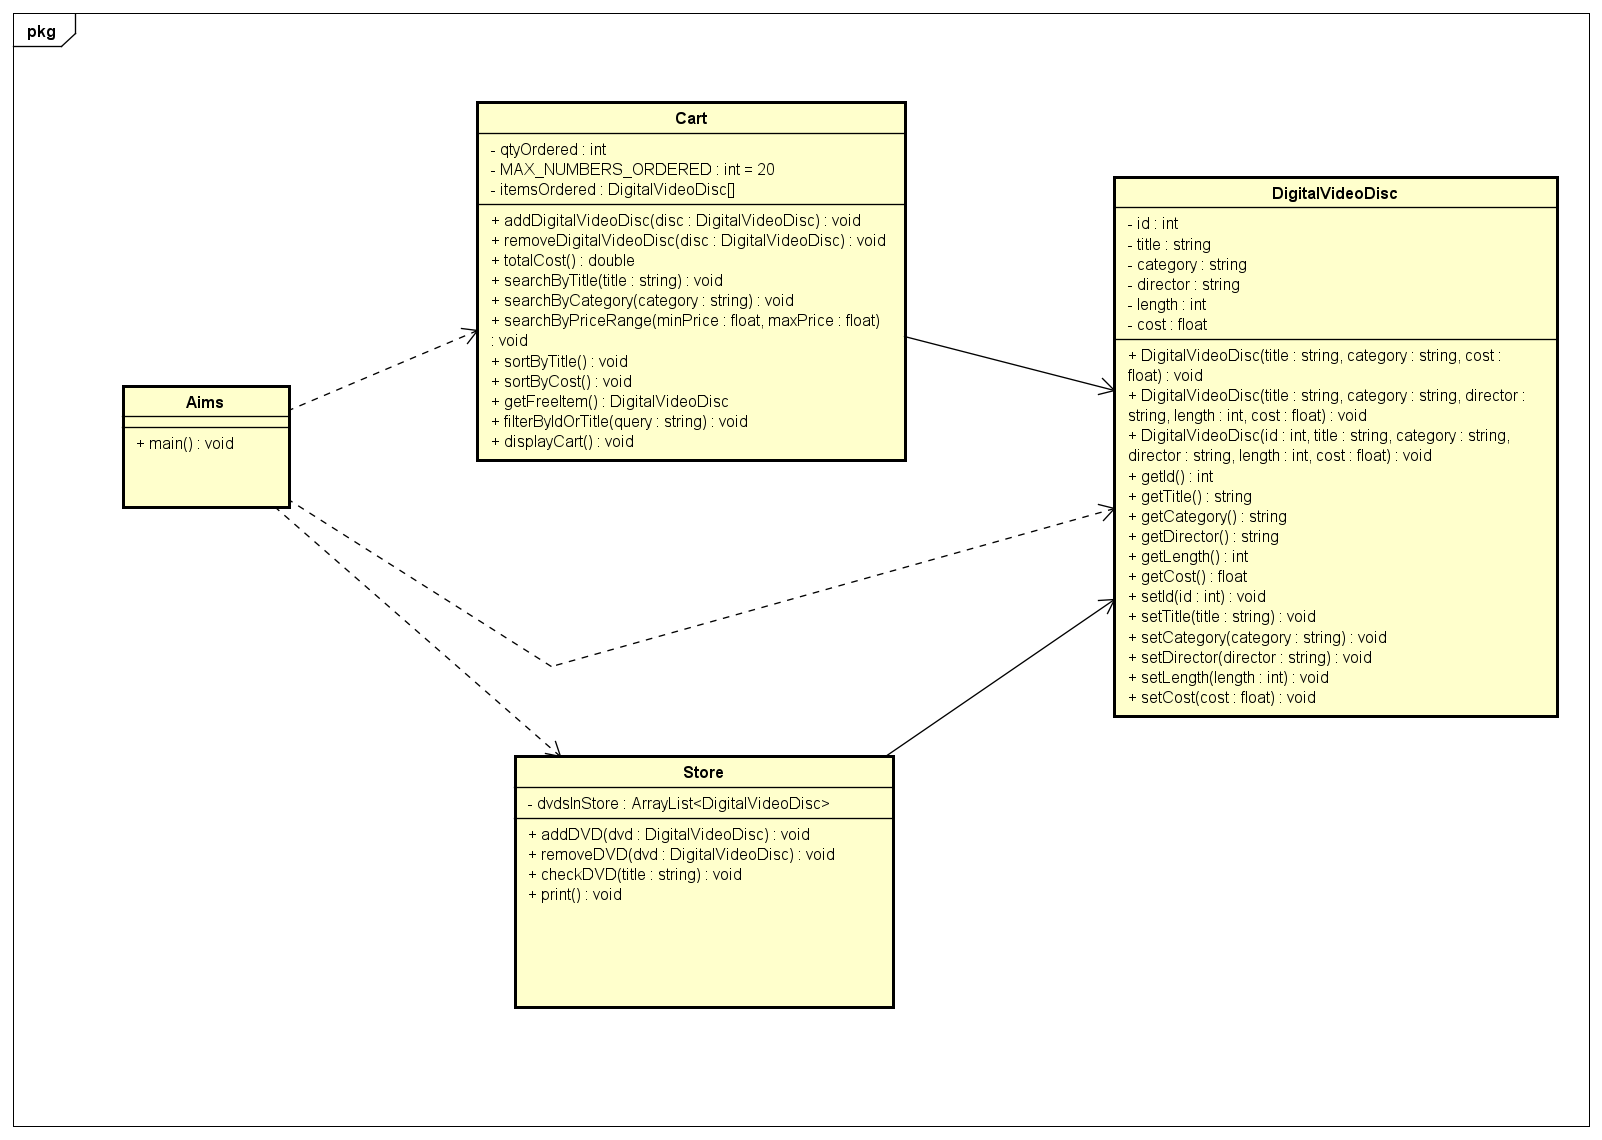 pkg
Cart
- qtyOrdered : int
- MAX_NUMBERS_ORDERED : int = 20
- itemsOrdered : DigitalVideoDisc[]
+ addDigitalVideoDisc(disc : DigitalVideoDisc) : void
+ removeDigitalVideoDisc(disc : DigitalVideoDisc) : void
+ totalCost() : double
+ searchByTitle(title : string) : void
+ searchByCategory(category : string) : void
+ searchByPriceRange(minPrice : float, maxPrice : float)
: void
+ sortByTitle() : void
+ sortByCost() : void
+ getFreeItem() : DigitalVideoDisc
+ filterByIdOrTitle(query : string) : void
+ displayCart() : void
DigitalVideoDisc
- id : int
- title : string
- category : string
- director : string
- length : int
- cost : float
+ DigitalVideoDisc(title : string, category : string, cost :
float) : void
+ DigitalVideoDisc(title : string, category : string, director :
string, length : int, cost : float) : void
+ DigitalVideoDisc(id : int, title : string, category : string,
director : string, length : int, cost : float) : void
+ getId() : int
+ getTitle() : string
+ getCategory() : string
+ getDirector() : string
+ getLength() : int
+ getCost() : float
+ setId(id : int) : void
+ setTitle(title : string) : void
+ setCategory(category : string) : void
+ setDirector(director : string) : void
+ setLength(length : int) : void
+ setCost(cost : float) : void
Aims
+ main() : void
Store
- dvdsInStore : ArrayList<DigitalVideoDisc>
+ addDVD(dvd : DigitalVideoDisc) : void
+ removeDVD(dvd : DigitalVideoDisc) : void
+ checkDVD(title : string) : void
+ print() : void